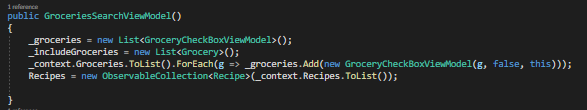 1 reference
public GroceriesSearchViewModel()
{
_groceries = new List<GroceryCheckBoxViewModel>();
_includeGroceries = new List<Grocery>();
_context.Groceries.ToList().ForEach(g => _groceries.Add(new GroceryCheckBoxViewModel(g, false, this)));
Recipes = new ObservableCollection<Recipe>(_context.Recipes.ToList());
}